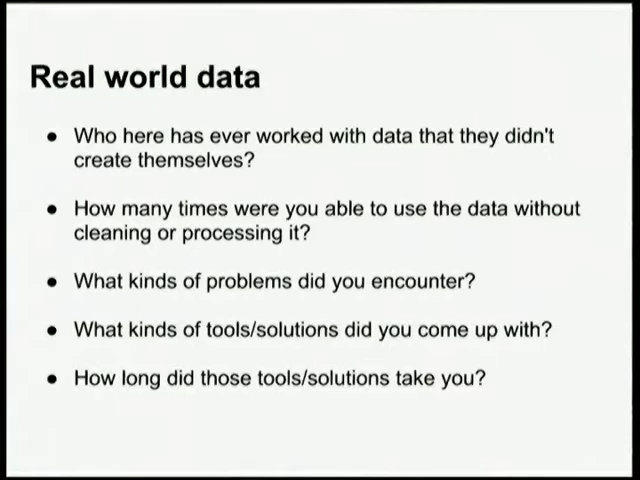 Real world data
● Who here has ever worked with data that they didn't
create themselves?
● How many times were you able to use the data without
cleaning or processing it?
● What kinds of problems did you encounter?
● What kinds of tools/solutions did you come up with?
● How long did those tools/solutions take you?